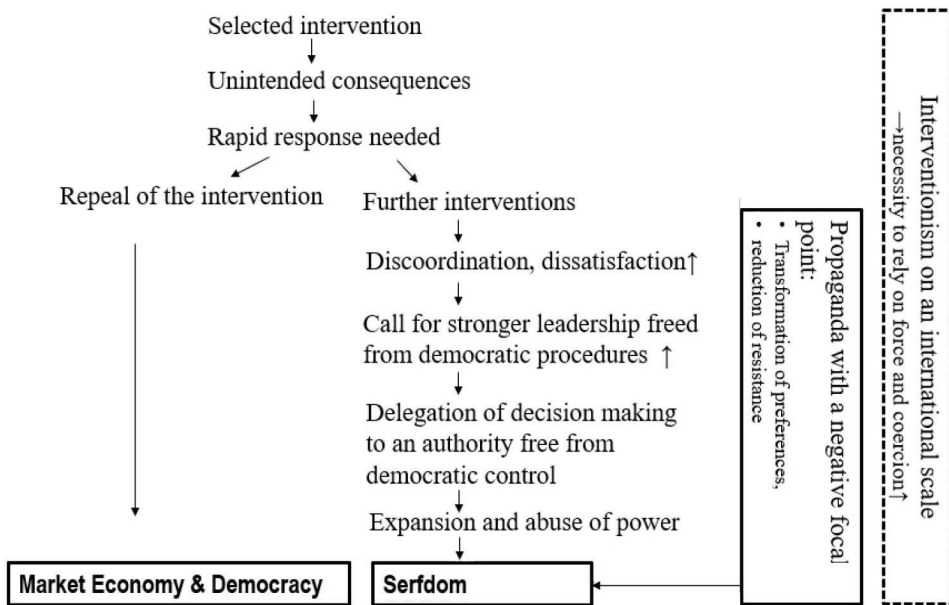 Selected intervention
Unintended consequences
Rapid response needed
Repeal of the intervention
Further interventions
Discoordination, dissatisfaction↑
Call for stronger leadership freed
from democratic procedures ↑
Delegation of decision making
to an authority free from
democratic control
Expansion and abuse of power
Market Economy & Democracy
Serfdom
Propaganda with a negative focal
point:
• Transformation of preferences,
• reduction of resistance
Interventionism on an international scale
→necessity to rely on force and coercion↑